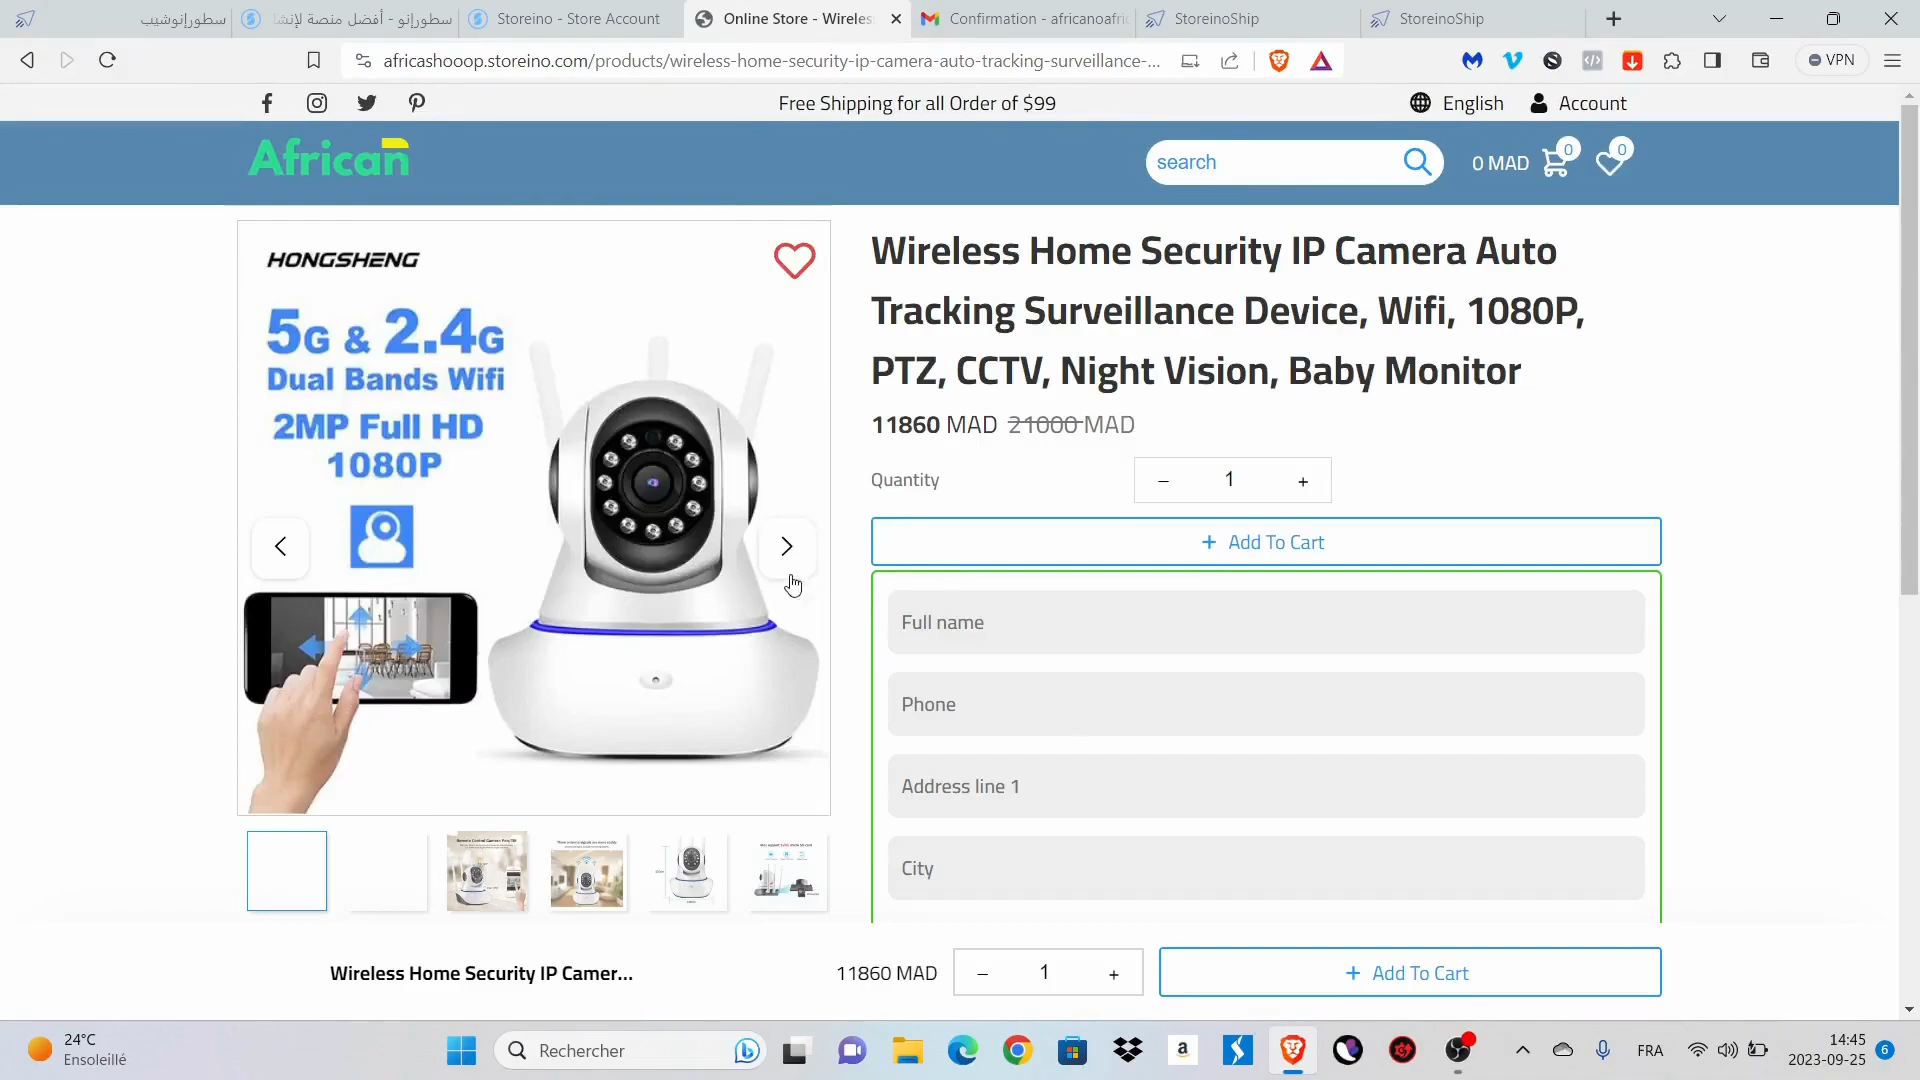 سطورإنوشيب
سطورإنو - أفضل منصة لإنشا
Storeino - Store Account
Online Store - Wireles
Confirmation - africanoafri
StoreinoShip
StoreinoShip
africashooop.storeino.com/products/wireless-home-security-ip-camera-auto-tracking-surveillance-...
VPN
Free Shipping for all Order of $99
English
Account
African
search
0 MAD
0
0
HONGSHENG
5G & 2.4G
Dual Bands Wifi
2MP Full HD
1080P
Wireless Home Security IP Camera Auto
Tracking Surveillance Device, Wifi, 1080P,
PTZ, CCTV, Night Vision, Baby Monitor
11860 MAD 21000 MAD
Quantity
– 1 +
+ Add To Cart
Full name
Phone
Address line 1
City
Wireless Home Security IP Camer...
11860 MAD
– 1 +
+ Add To Cart
24°C
Ensoleillé
Rechercher
FRA
14:45
2023-09-25
6